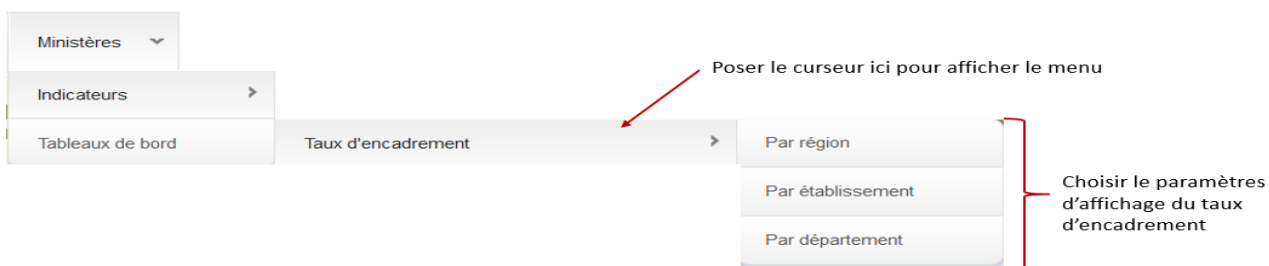 Ministères
Poser le curseur ici pour afficher le menu
Indicateurs
Tableaux de bord
Taux d'encadrement
Par région
Par établissement
Par département
Choisir le paramètres
d'affichage du taux
d'encadrement